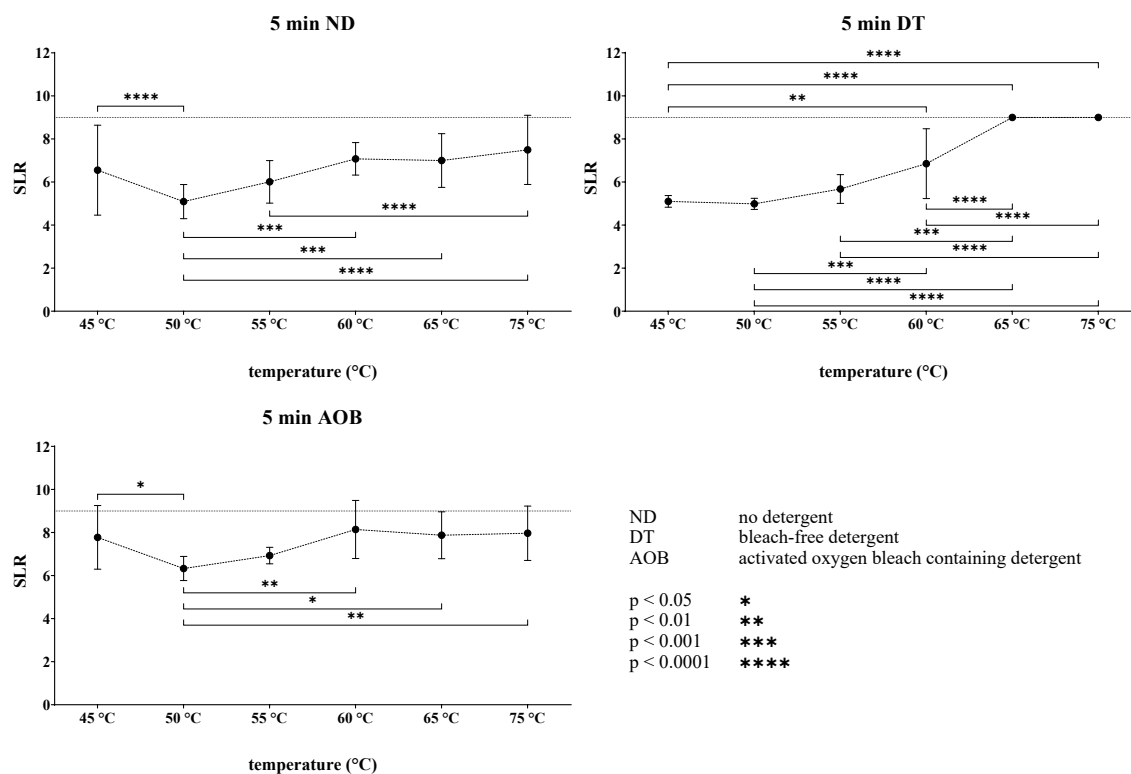 5 min ND
12
10
8
6
4
2
0
SLR
****
****
***
***
****
45 °C 50 °C 55 °C 60 °C 65 °C 75 °C
temperature (°C)
5 min DT
12
10
8
6
4
2
0
SLR
****
****
**
****
****
***
****
***
****
****
45 °C 50 °C 55 °C 60 °C 65 °C 75 °C
temperature (°C)
5 min AOB
12
10
8
6
4
2
0
SLR
*
**
*
**
45 °C 50 °C 55 °C 60 °C 65 °C 75 °C
temperature (°C)
ND no detergent
DT bleach-free detergent
AOB activated oxygen bleach containing detergent
p < 0.05 *
p < 0.01 **
p < 0.001 ***
p < 0.0001 ****